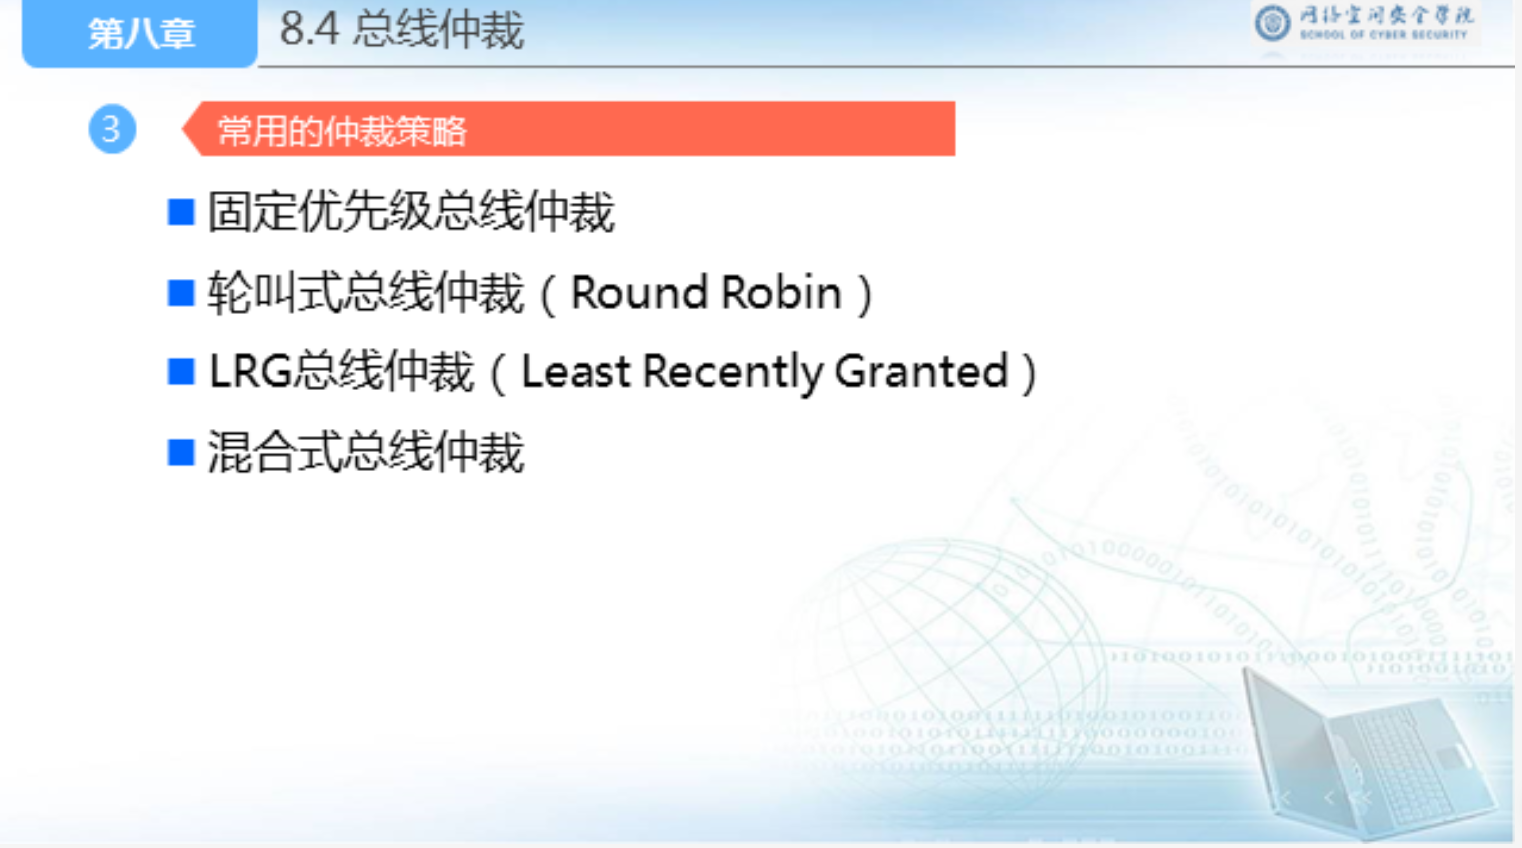 第八章
8.4 总线仲裁
网络空间安全学院
SCHOOL OF CYBER SECURITY
3
常用的仲裁策略
固定优先级总线仲裁
轮叫式总线仲裁（Round Robin）
LRG总线仲裁（Least Recently Granted）
混合式总线仲裁